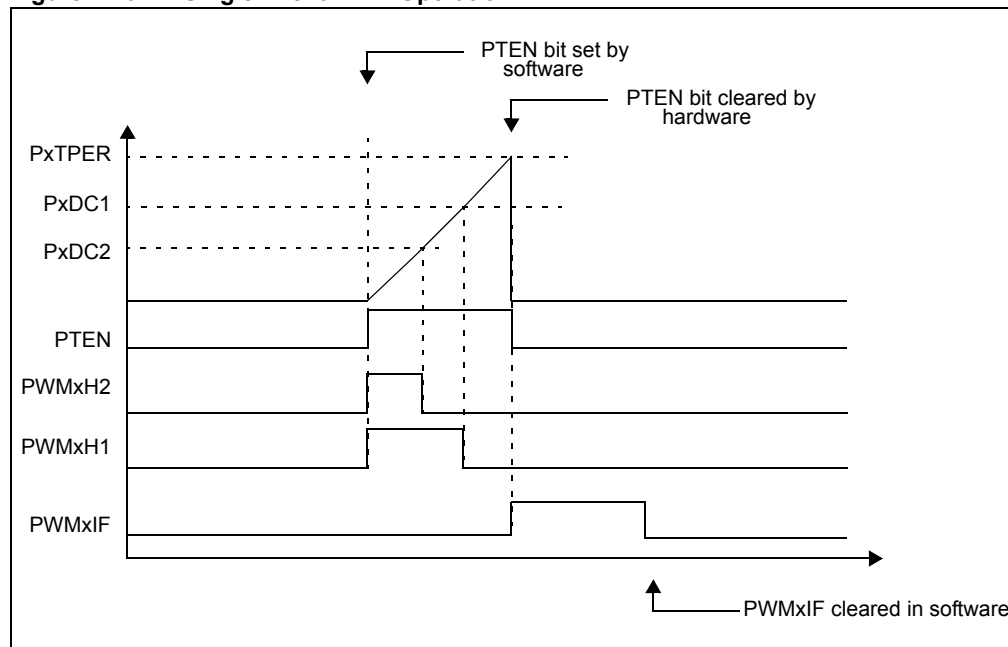 PTEN bit set by
software
PTEN bit cleared by
hardware
PxTPER
PxDC1
PxDC2
PTEN
PWMxH2
PWMxH1
PWMxIF
PWMxIF cleared in software